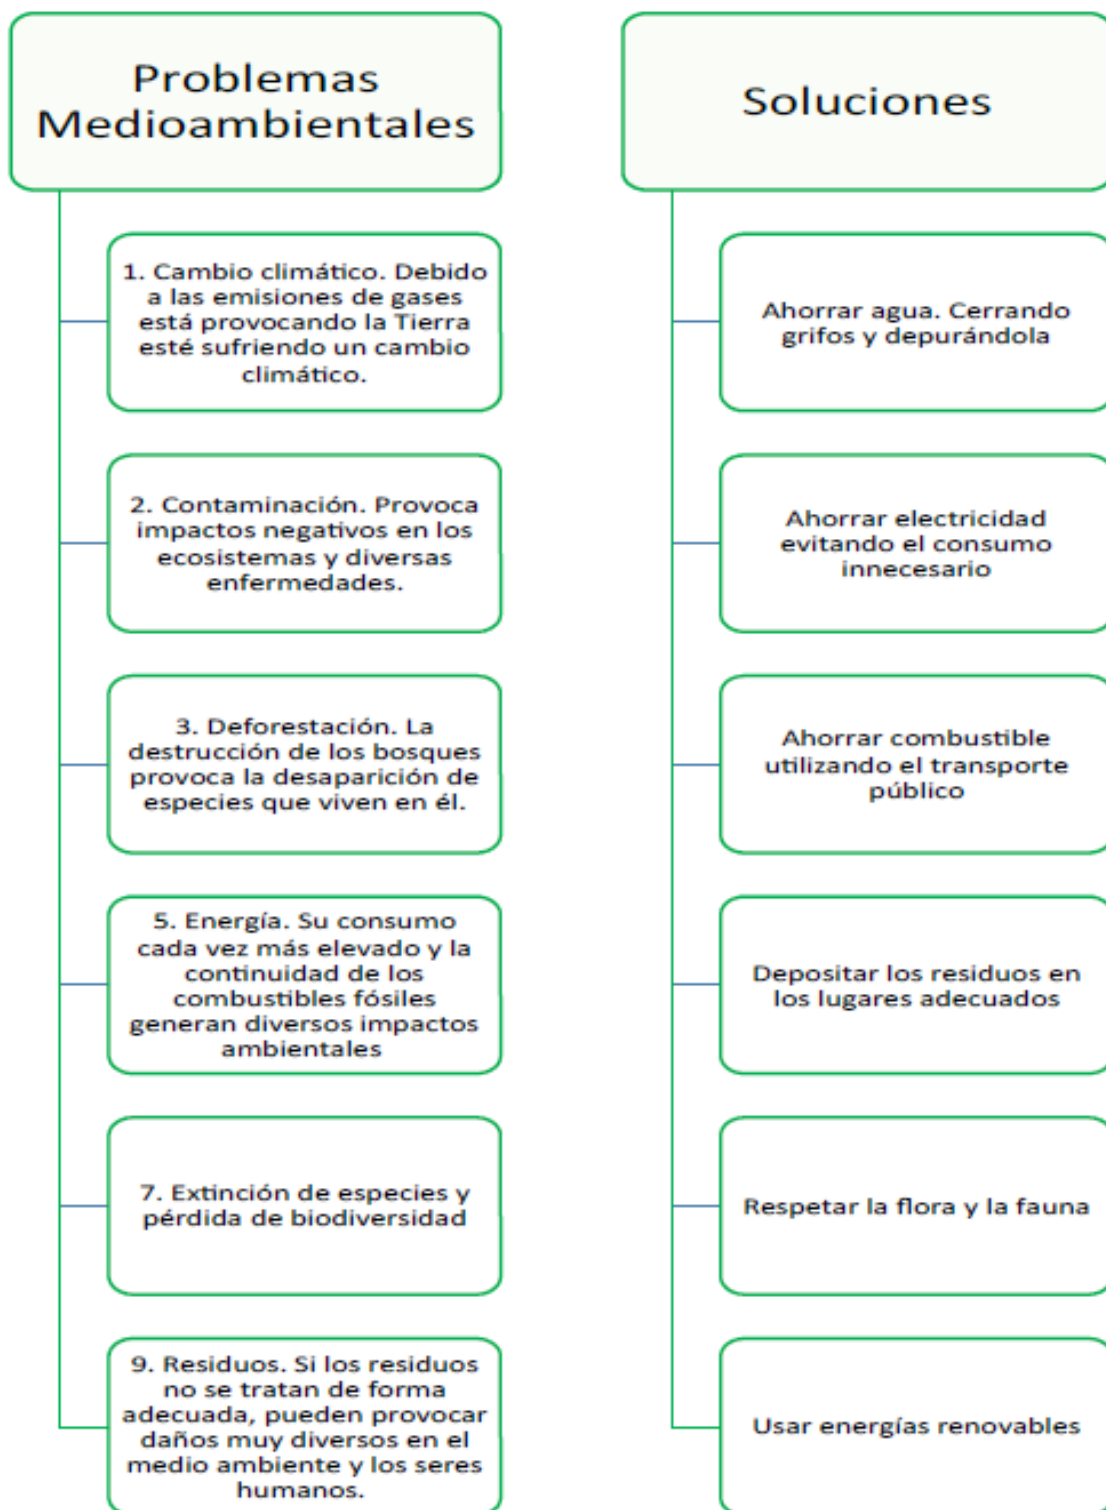 Problemas
Medioambientales
1. Cambio climático. Debido
a las emisiones de gases
está provocando la Tierra
esté sufriendo un cambio
climático.
2. Contaminación. Provoca
impactos negativos en los
ecosistemas y diversas
enfermedades.
3. Deforestación. La
destrucción de los bosques
provoca la desaparición de
especies que viven en él.
5. Energía. Su consumo
cada vez más elevado y la
continuidad de los
combustibles fósiles
generan diversos impactos
ambientales
7. Extinción de especies y
pérdida de biodiversidad
9. Residuos. Si los residuos
no se tratan de forma
adecuada, pueden provocar
daños muy diversos en el
medio ambiente y los seres
humanos.
Soluciones
Ahorrar agua. Cerrando
grifos y depurándola
Ahorrar electricidad
evitando el consumo
innecesario
Ahorrar combustible
utilizando el transporte
público
Depositar los residuos en
los lugares adecuados
Respetar la flora y la fauna
Usar energías renovables